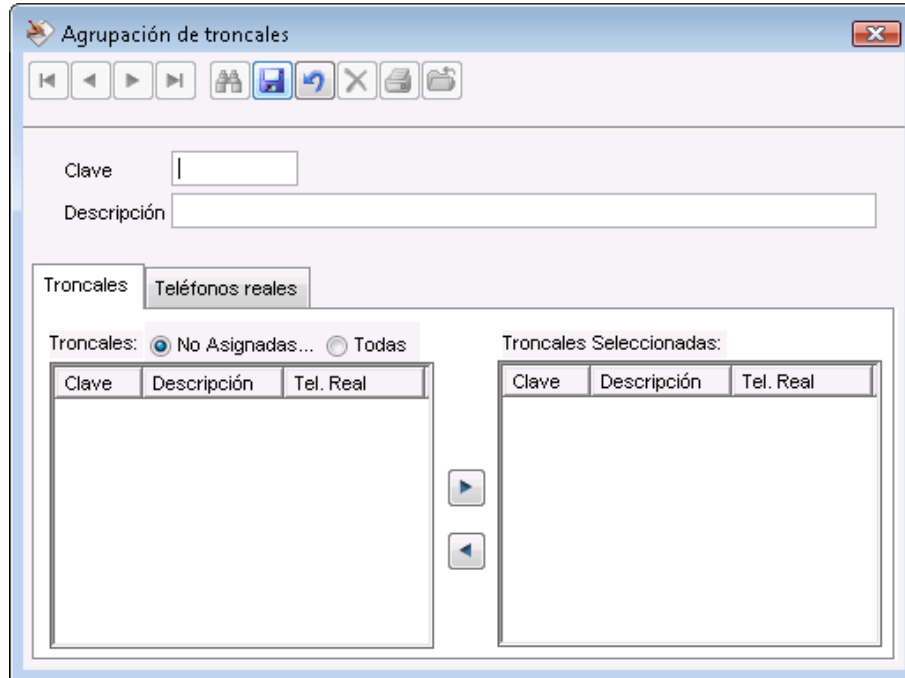 Agrupación de troncales
Clave
Descripción
Troncales Teléfonos reales
Troncales: No Asignadas... Todas
Clave Descripción Tel. Real
Troncales Seleccionadas:
Clave Descripción Tel. Real